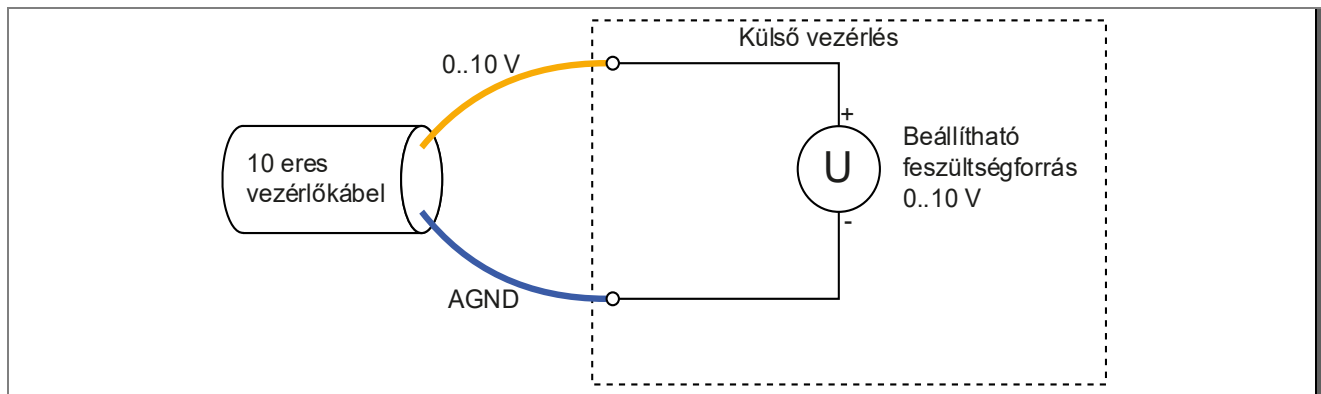 Külső vezérlés
0..10 V
+
10 eres
vezérlőkábel
U
Beállítható
feszültségforrás
0..10 V
-
AGND